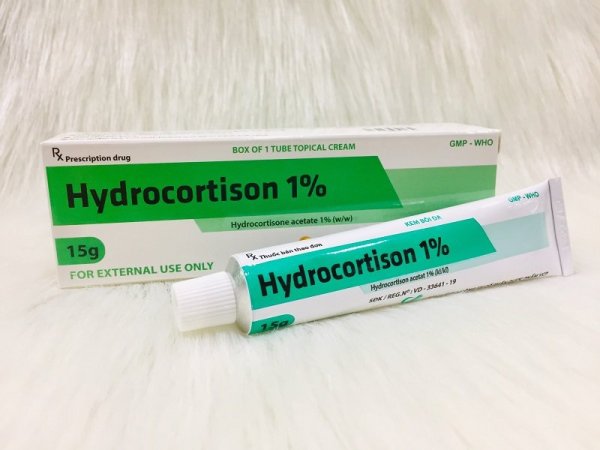 Rx Prescription drug
BOX OF 1 TUBE TOPICAL CREAM
GMP - WHO
Hydrocortison 1%
Hydrocortisone acetate 1% (w/w)
15g
FOR EXTERNAL USE ONLY
Rx Thuốc bán theo đơn
KEM BÔI DA
GMP - WHO
Hydrocortison 1%
Hydrocortison acetat 1% (kl/kl)
SĐK / REG.Nº: VD - 33641 - 19
15g